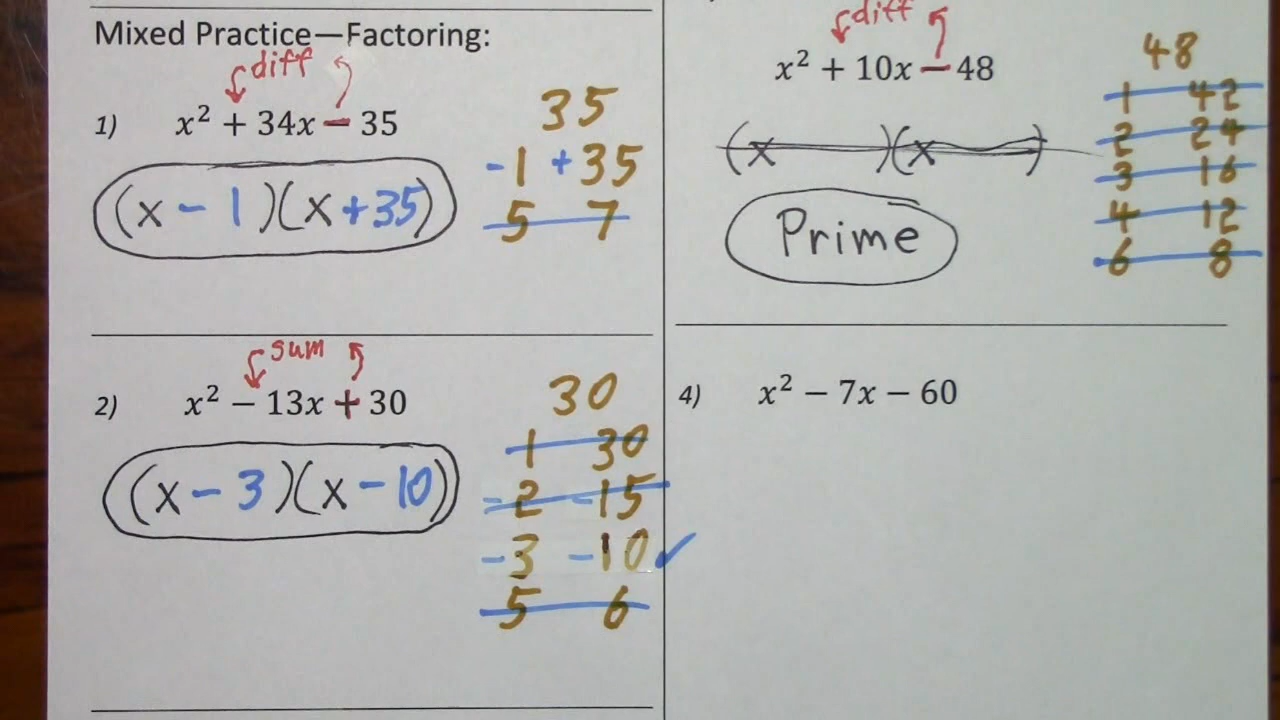 Mixed Practice—Factoring:
diff
1) x² + 34x − 35
(x − 1)(x + 35)
35
-1 +35
5 7
sum
2) x² − 13x + 30
(x − 3)(x − 10)
30
1 30
-2 -15
-3 -10 ✓
5 6
diff
x² + 10x − 48
(x )(x )
Prime
48
1 42
2 24
3 16
4 12
6 8
4) x² − 7x − 60